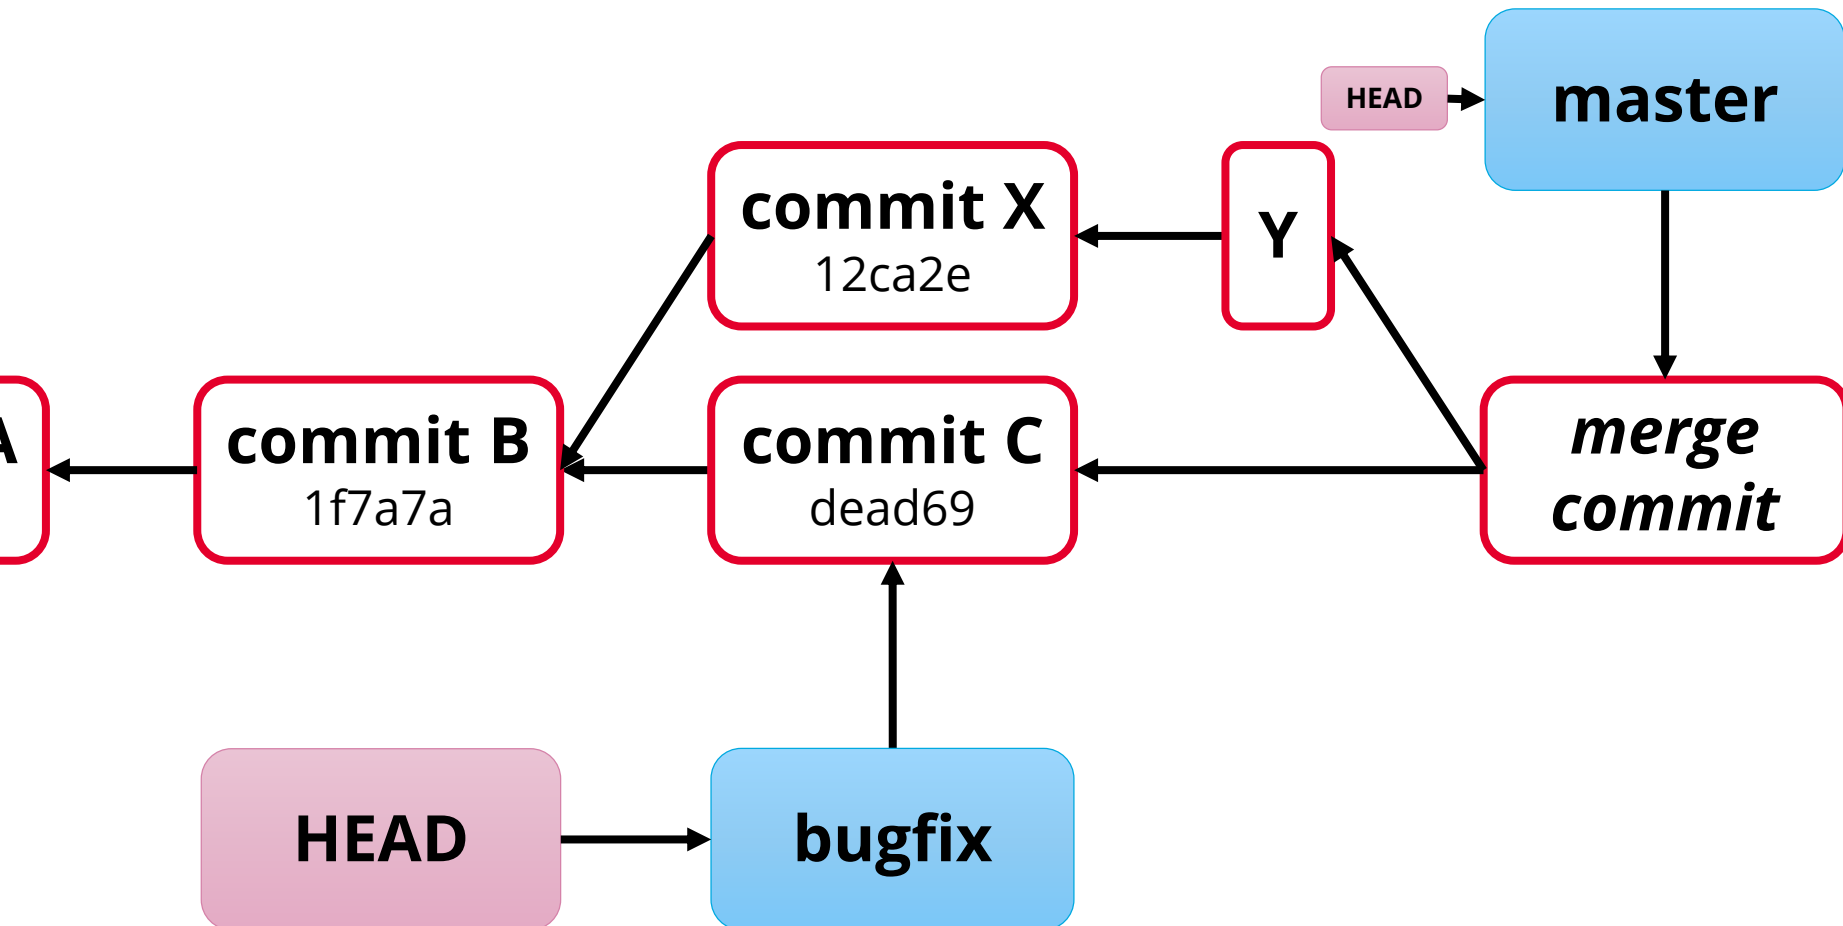 HEAD
master
commit X
12ca2e
Y
A
commit B
1f7a7a
commit C
dead69
merge
commit
HEAD
bugfix